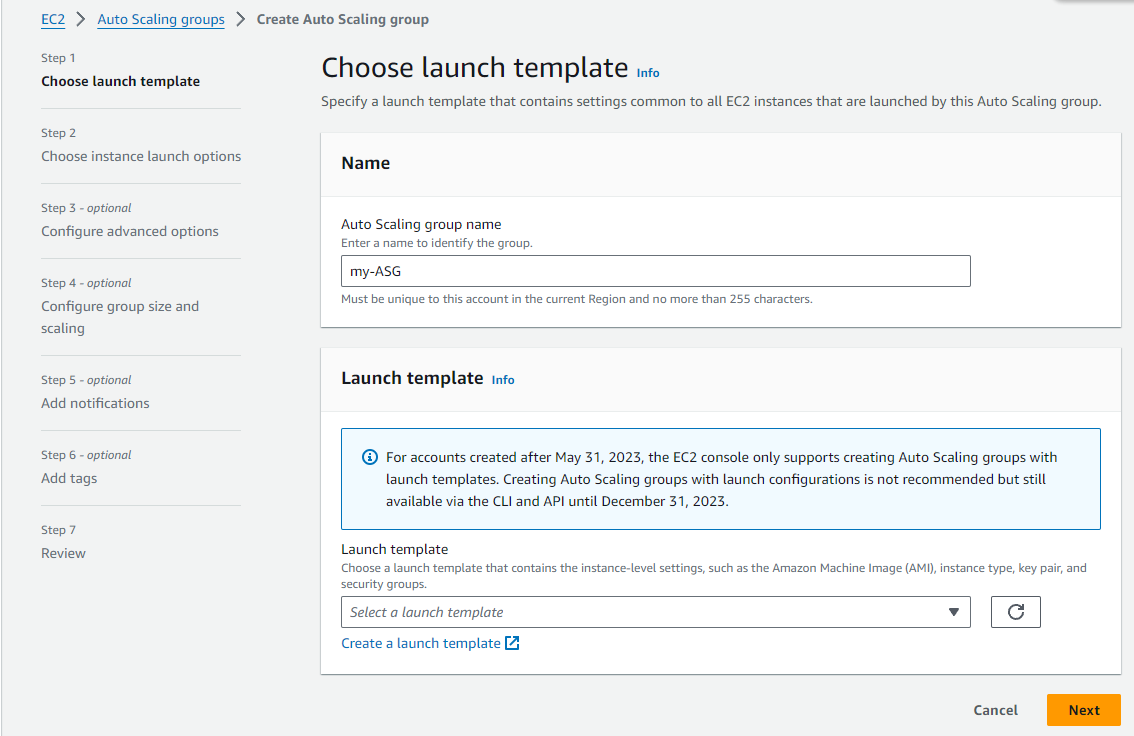 EC2 > Auto Scaling groups > Create Auto Scaling group
Step 1
Choose launch template
Step 2
Choose instance launch options
Step 3 - optional
Configure advanced options
Step 4 - optional
Configure group size and
scaling
Step 5 - optional
Add notifications
Step 6 - optional
Add tags
Step 7
Review
Choose launch template Info
Specify a launch template that contains settings common to all EC2 instances that are launched by this Auto Scaling group.
Name
Auto Scaling group name
Enter a name to identify the group.
my-ASG
Must be unique to this account in the current Region and no more than 255 characters.
Launch template Info
For accounts created after May 31, 2023, the EC2 console only supports creating Auto Scaling groups with
launch templates. Creating Auto Scaling groups with launch configurations is not recommended but still
available via the CLI and API until December 31, 2023.
Launch template
Choose a launch template that contains the instance-level settings, such as the Amazon Machine Image (AMI), instance type, key pair, and
security groups.
Select a launch template
Create a launch template
Cancel
Next